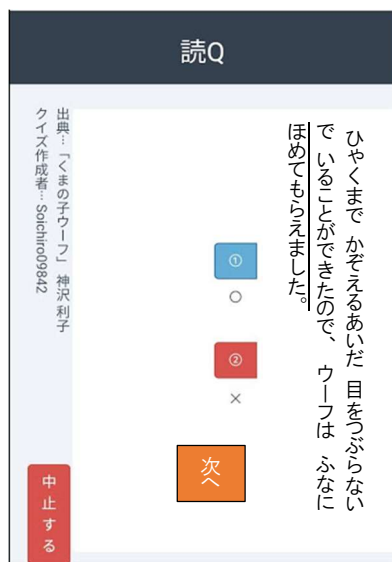 読Q
ひゃくまで かぞえるあいだ 目をつぶらない
で いることができたので、 ウーフは ふなに
ほめてもらえました。
①
○
②
×
次へ
出典…「くまの子ウーフ」 神沢 利子
クイズ作成者… Soichiro09842
中止する